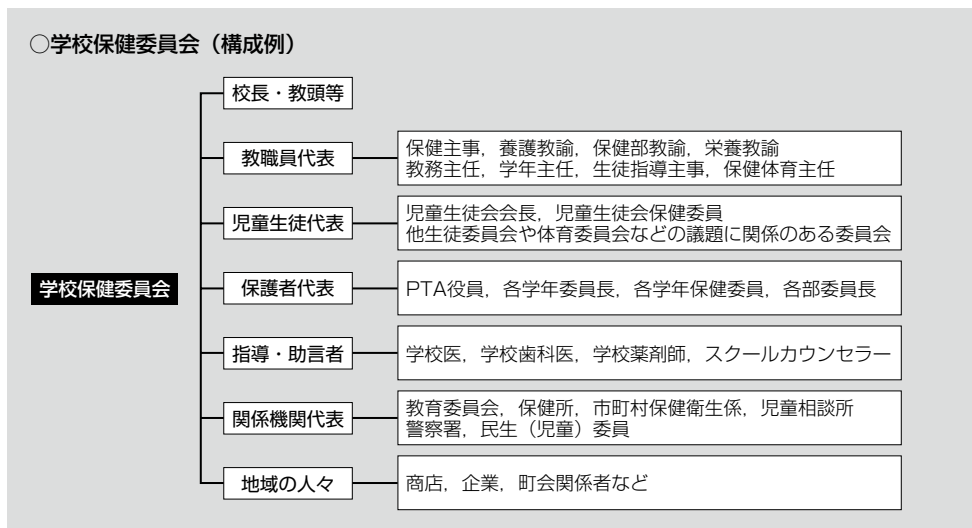 ○学校保健委員会（構成例）
校長・教頭等
教職員代表
保健主事，養護教諭，保健部教諭，栄養教諭
教務主任，学年主任，生徒指導主事，保健体育主任
児童生徒代表
児童生徒会会長，児童生徒会保健委員
他生徒委員会や体育委員会などの議題に関係のある委員会
学校保健委員会
保護者代表
PTA役員，各学年委員長，各学年保健委員，各部委員長
指導・助言者
学校医，学校歯科医，学校薬剤師，スクールカウンセラー
関係機関代表
教育委員会，保健所，市町村保健衛生係，児童相談所
警察署，民生（児童）委員
地域の人々
商店，企業，町会関係者など